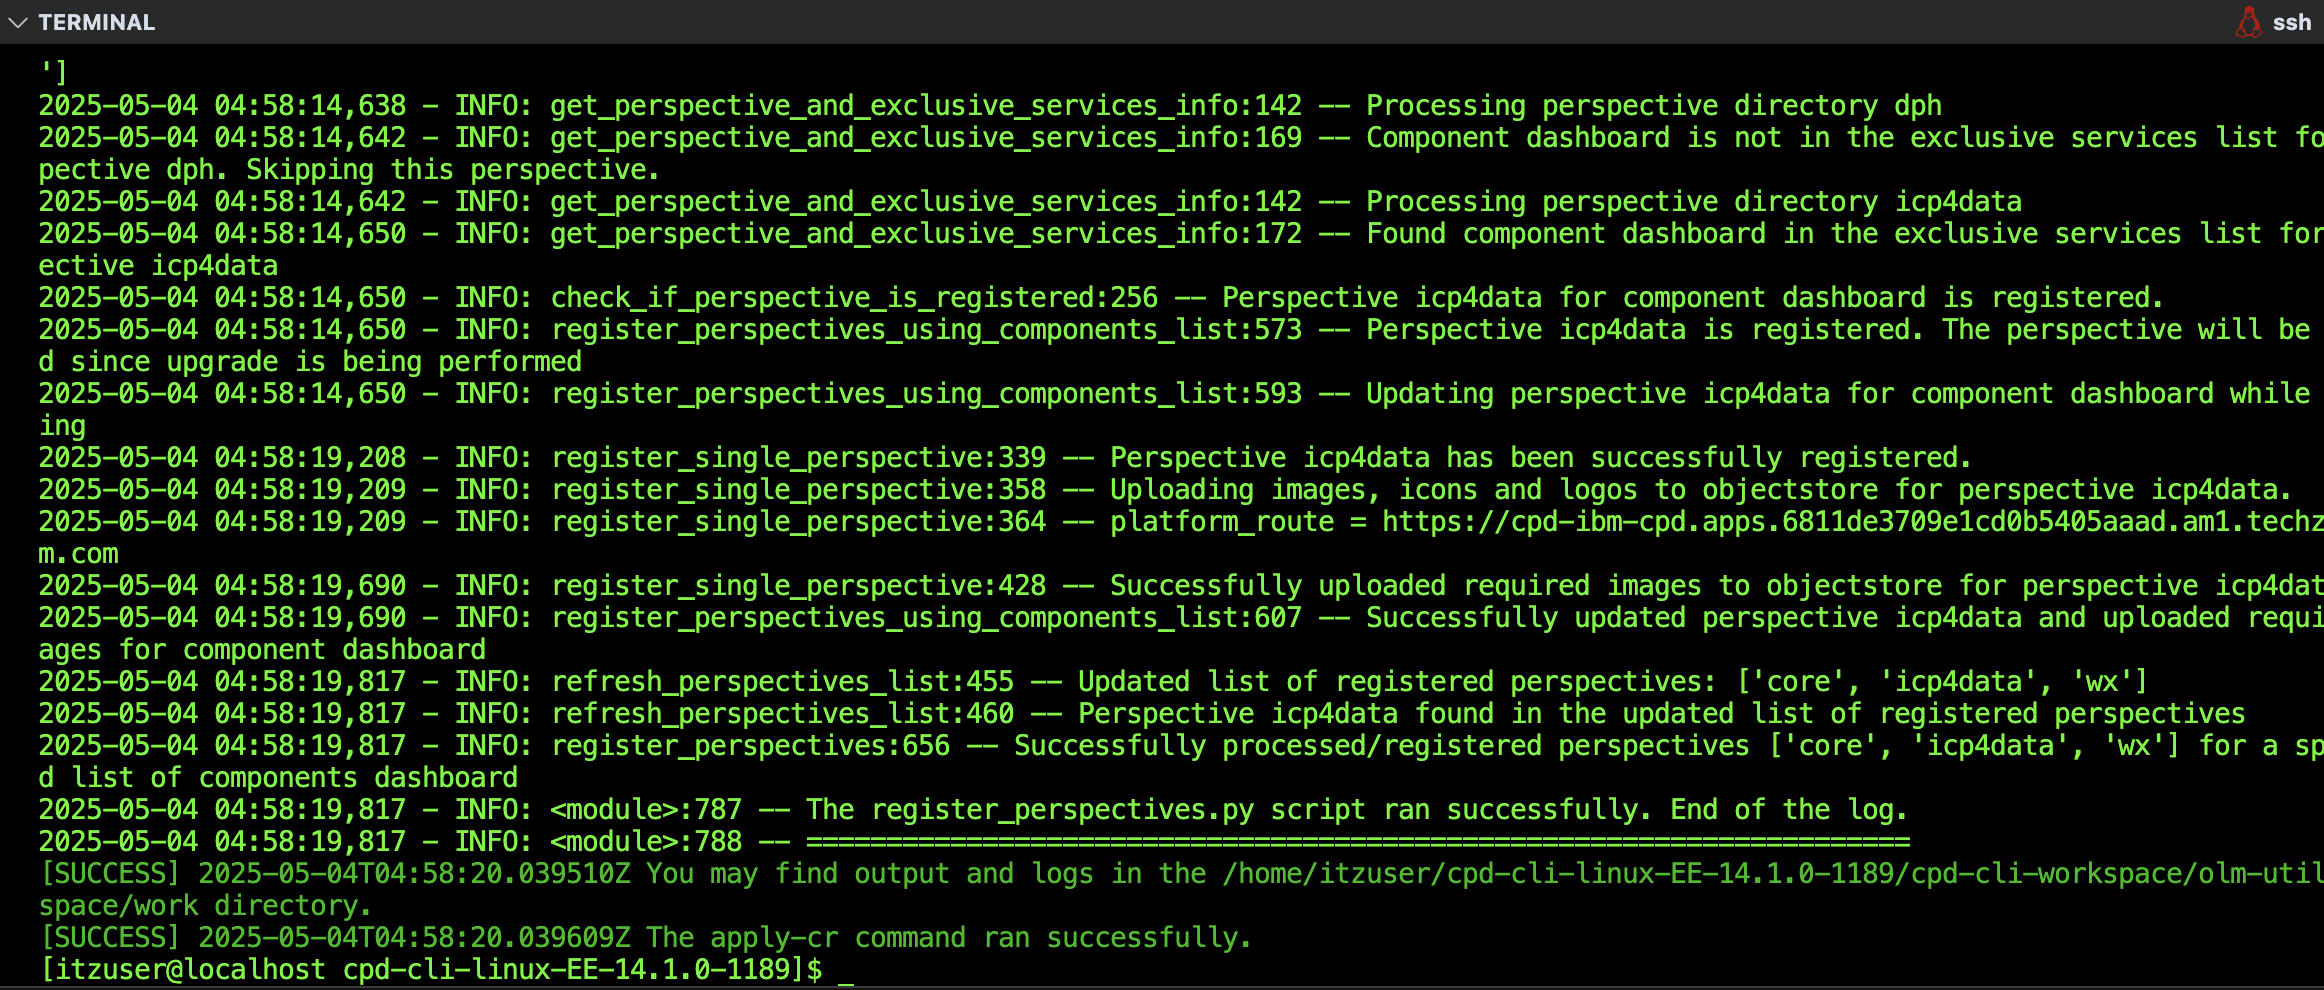 TERMINAL
ssh
']
2025-05-04 04:58:14,638 - INFO: get_perspective_and_exclusive_services_info:142 -- Processing perspective directory dph
2025-05-04 04:58:14,642 - INFO: get_perspective_and_exclusive_services_info:169 -- Component dashboard is not in the exclusive services list fo
pective dph. Skipping this perspective.
2025-05-04 04:58:14,642 - INFO: get_perspective_and_exclusive_services_info:142 -- Processing perspective directory icp4data
2025-05-04 04:58:14,650 - INFO: get_perspective_and_exclusive_services_info:172 -- Found component dashboard in the exclusive services list for
ective icp4data
2025-05-04 04:58:14,650 - INFO: check_if_perspective_is_registered:256 -- Perspective icp4data for component dashboard is registered.
2025-05-04 04:58:14,650 - INFO: register_perspectives_using_components_list:573 -- Perspective icp4data is registered. The perspective will be
d since upgrade is being performed
2025-05-04 04:58:14,650 - INFO: register_perspectives_using_components_list:593 -- Updating perspective icp4data for component dashboard while
ing
2025-05-04 04:58:19,208 - INFO: register_single_perspective:339 -- Perspective icp4data has been successfully registered.
2025-05-04 04:58:19,209 - INFO: register_single_perspective:358 -- Uploading images, icons and logos to objectstore for perspective icp4data.
2025-05-04 04:58:19,209 - INFO: register_single_perspective:364 -- platform_route = https://cpd-ibm-cpd.apps.6811de3709e1cd0b5405aaad.am1.techz
m.com
2025-05-04 04:58:19,690 - INFO: register_single_perspective:428 -- Successfully uploaded required images to objectstore for perspective icp4dat
2025-05-04 04:58:19,690 - INFO: register_perspectives_using_components_list:607 -- Successfully updated perspective icp4data and uploaded requi
ages for component dashboard
2025-05-04 04:58:19,817 - INFO: refresh_perspectives_list:455 -- Updated list of registered perspectives: ['core', 'icp4data', 'wx']
2025-05-04 04:58:19,817 - INFO: refresh_perspectives_list:460 -- Perspective icp4data found in the updated list of registered perspectives
2025-05-04 04:58:19,817 - INFO: register_perspectives:656 -- Successfully processed/registered perspectives ['core', 'icp4data', 'wx'] for a sp
d list of components dashboard
2025-05-04 04:58:19,817 - INFO: <module>:787 -- The register_perspectives.py script ran successfully. End of the log.
2025-05-04 04:58:19,817 - INFO: <module>:788 -- =====================================================================
[SUCCESS] 2025-05-04T04:58:20.039510Z You may find output and logs in the /home/itzuser/cpd-cli-linux-EE-14.1.0-1189/cpd-cli-workspace/olm-util
space/work directory.
[SUCCESS] 2025-05-04T04:58:20.039609Z The apply-cr command ran successfully.
[itzuser@localhost cpd-cli-linux-EE-14.1.0-1189]$ _